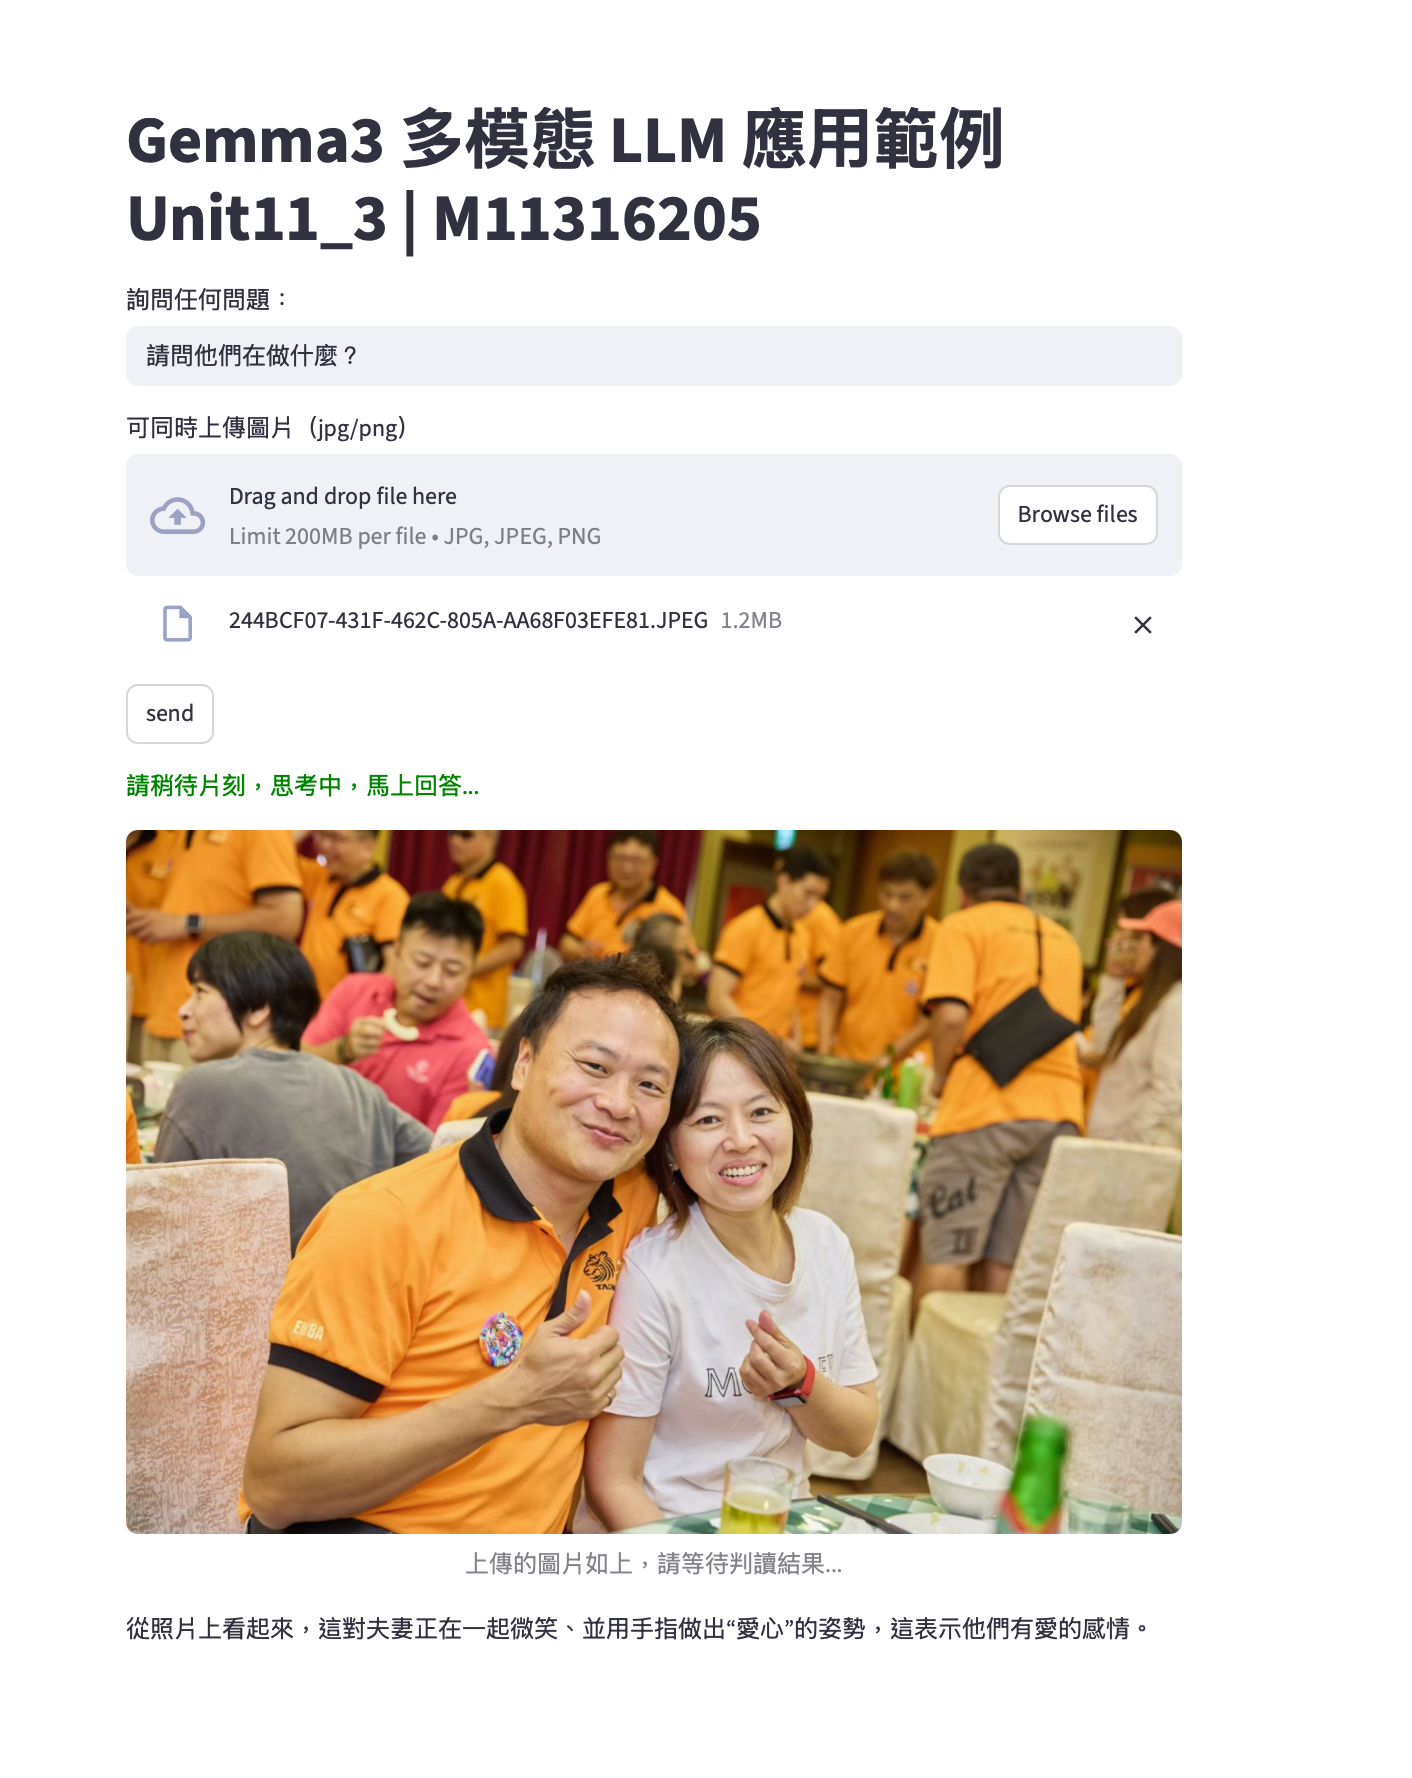 Gemma3 多模態 LLM 應用範例
Unit11_3 | M11316205
詢問任何問題：
請問他們在做什麼？
可同時上傳圖片（jpg/png）
Drag and drop file here
Limit 200MB per file • JPG, JPEG, PNG
Browse files
244BCF07-431F-462C-805A-AA68F03EFE81.JPEG 1.2MB
send
請稍待片刻，思考中，馬上回答...
Cat
EMBA
上傳的圖片如上，請等待判讀結果...
從照片上看起來，這對夫妻正在一起微笑、並用手指做出“愛心”的姿勢，這表示他們有愛的感情。